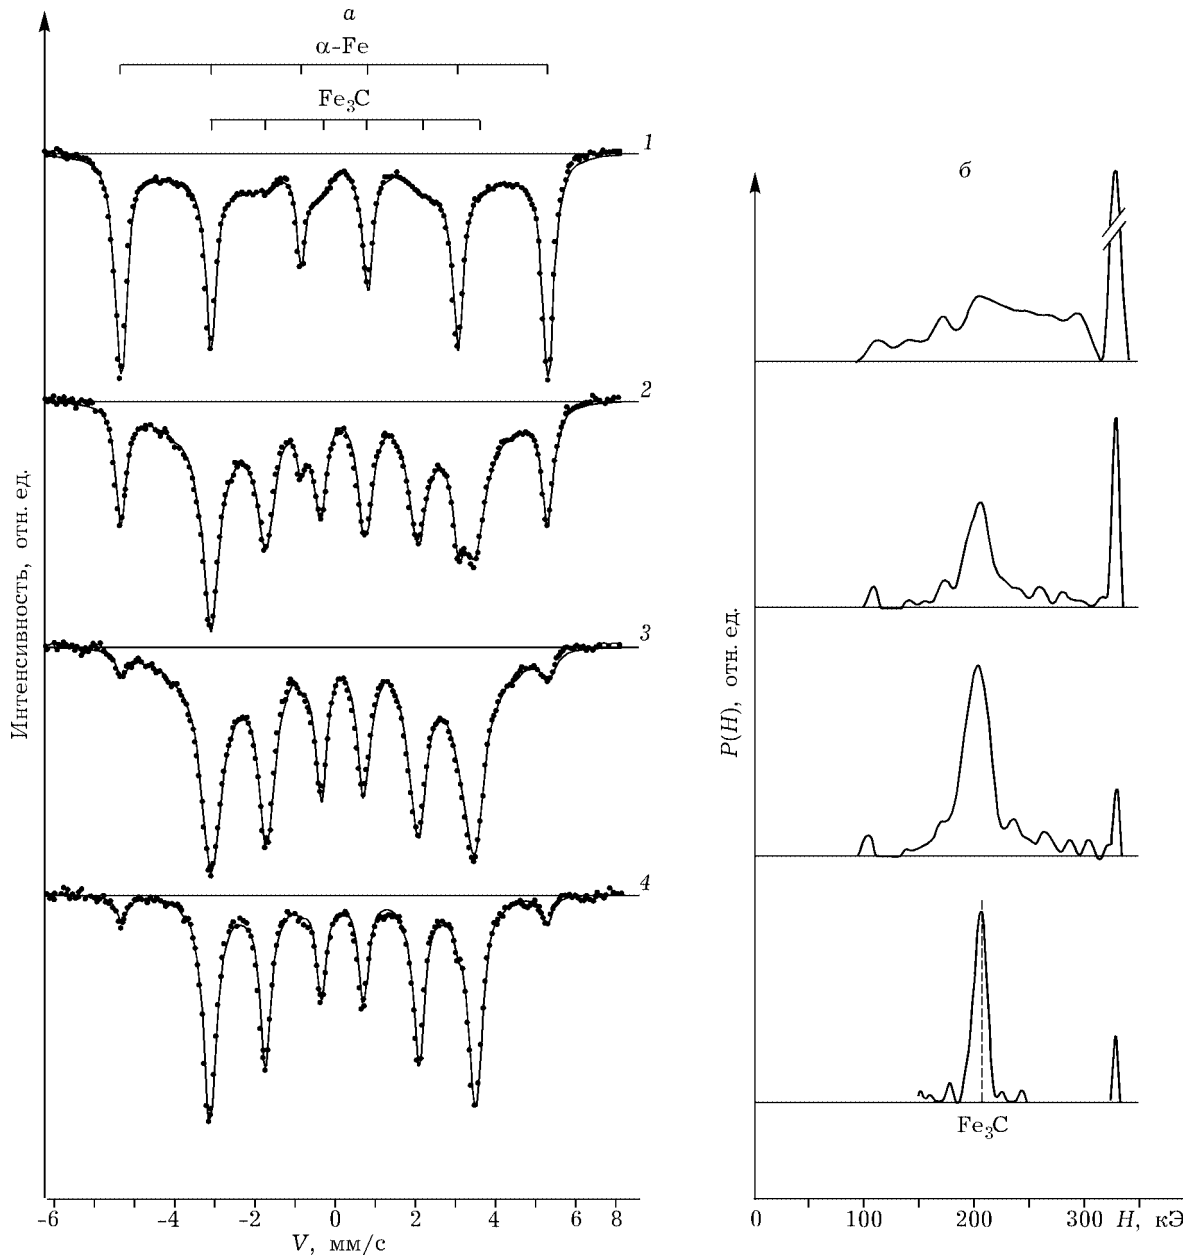 а
α-Fe
Fe₃C
1
2
3
4
Интенсивность, отн. ед.
-6 -4 -2 0 2 4 6 8
V, мм/с
б
P(H), отн. ед.
Fe₃C
0 100 200 300 H, кЭ